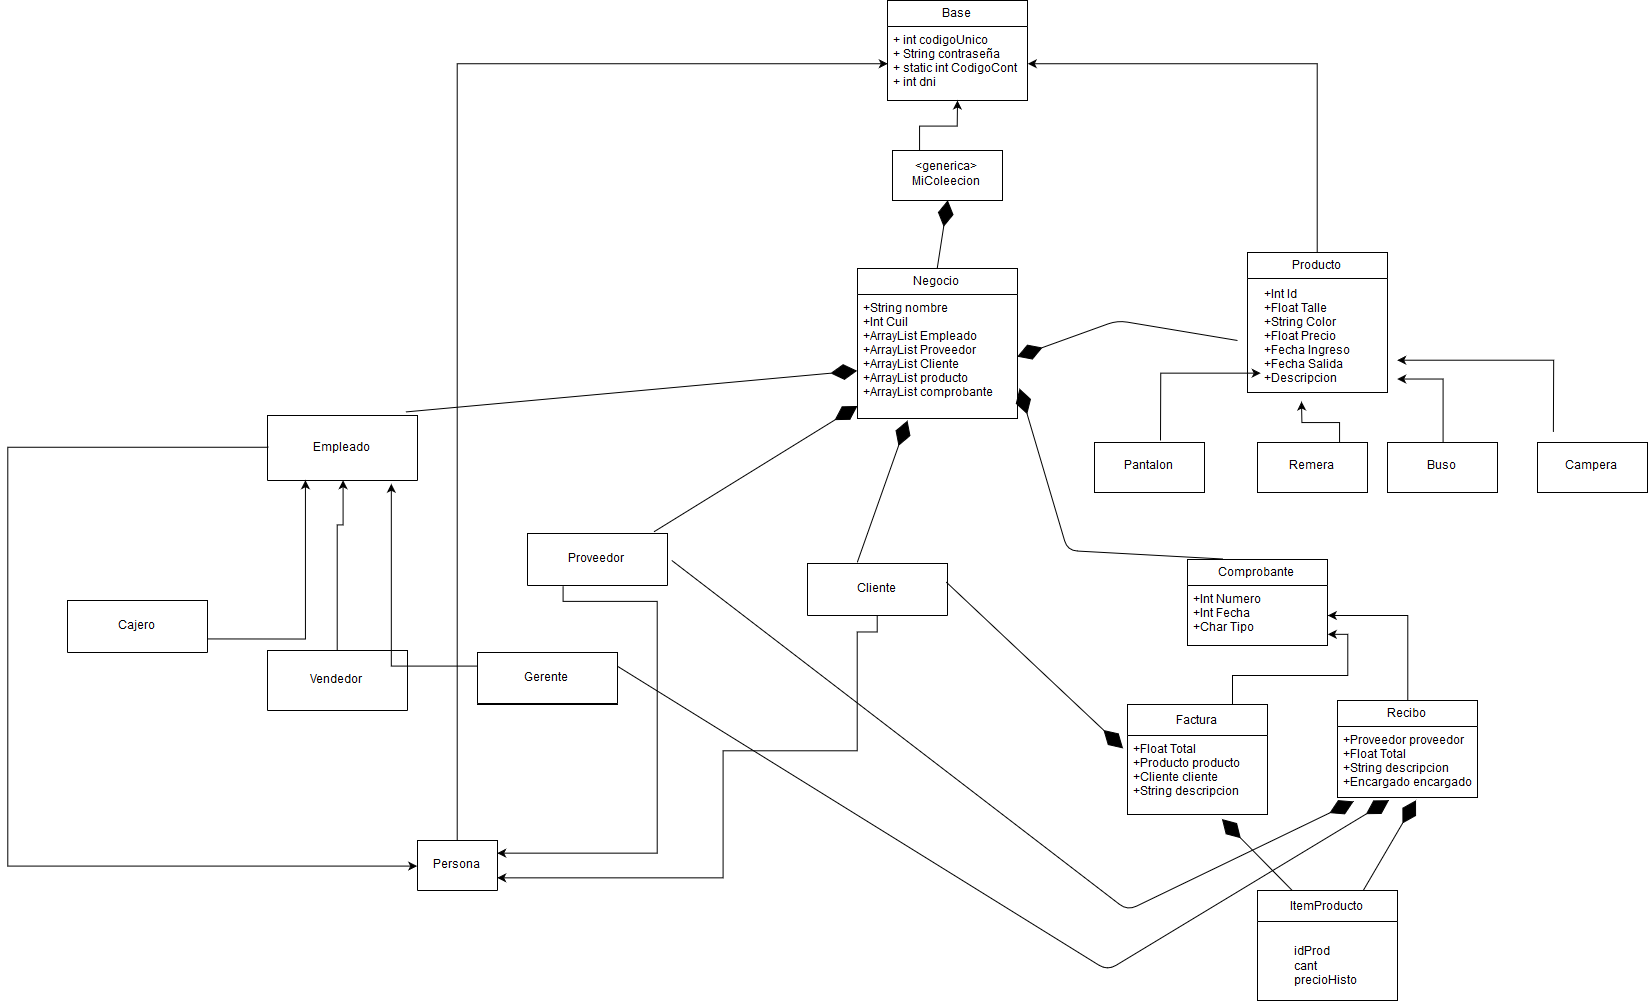 Base
+ int codigoUnico
+ String contraseña
+ static int CodigoCont
+ int dni
<generica>
MiColeecion
Negocio
+String nombre
+Int Cuil
+ArrayList Empleado
+ArrayList Proveedor
+ArrayList Cliente
+ArrayList producto
+ArrayList comprobante
Producto
+Int Id
+Float Talle
+String Color
+Float Precio
+Fecha Ingreso
+Fecha Salida
+Descripcion
Empleado
Pantalon
Remera
Buso
Campera
Proveedor
Cliente
Comprobante
+Int Numero
+Int Fecha
+Char Tipo
Cajero
Vendedor
Gerente
Factura
+Float Total
+Producto producto
+Cliente cliente
+String descripcion
Recibo
+Proveedor proveedor
+Float Total
+String descripcion
+Encargado encargado
Persona
ItemProducto
idProd
cant
precioHisto